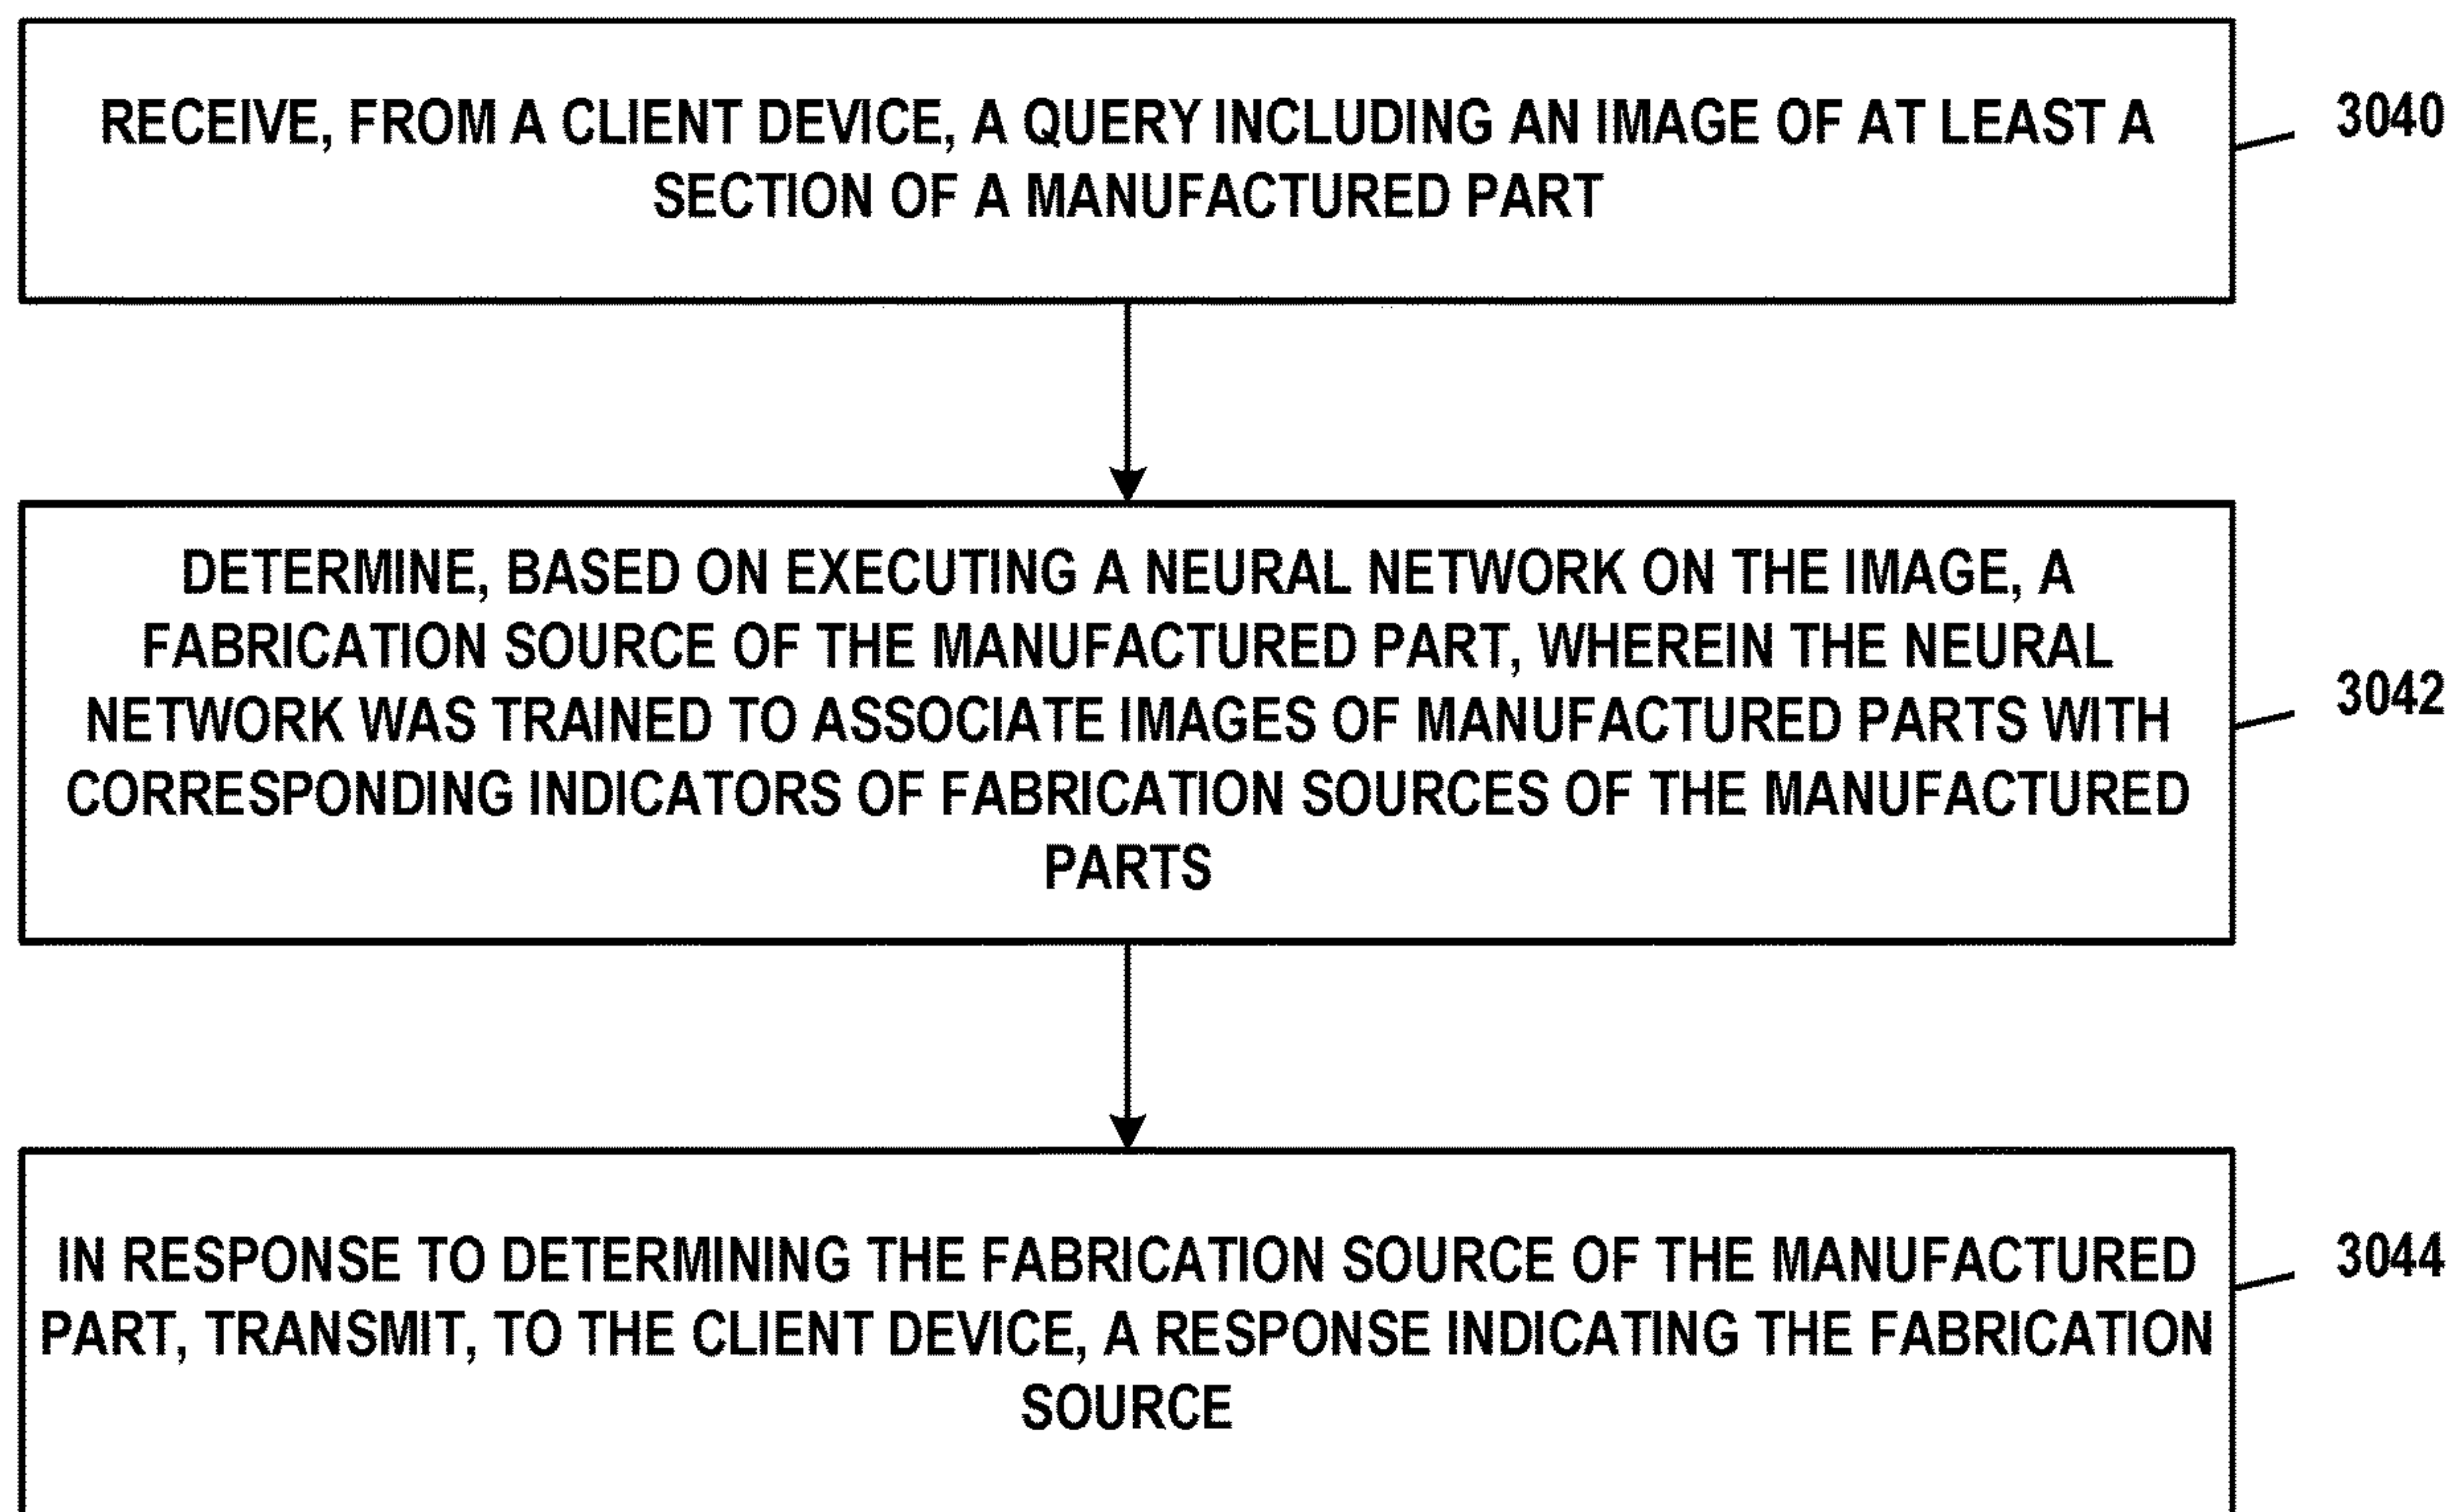 RECEIVE, FROM A CLIENT DEVICE, A QUERY INCLUDING AN IMAGE OF AT LEAST A
SECTION OF A MANUFACTURED PART
3040
DETERMINE, BASED ON EXECUTING A NEURAL NETWORK ON THE IMAGE, A
FABRICATION SOURCE OF THE MANUFACTURED PART, WHEREIN THE NEURAL
NETWORK WAS TRAINED TO ASSOCIATE IMAGES OF MANUFACTURED PARTS WITH
CORRESPONDING INDICATORS OF FABRICATION SOURCES OF THE MANUFACTURED
PARTS
3042
IN RESPONSE TO DETERMINING THE FABRICATION SOURCE OF THE MANUFACTURED
PART, TRANSMIT, TO THE CLIENT DEVICE, A RESPONSE INDICATING THE FABRICATION
SOURCE
3044